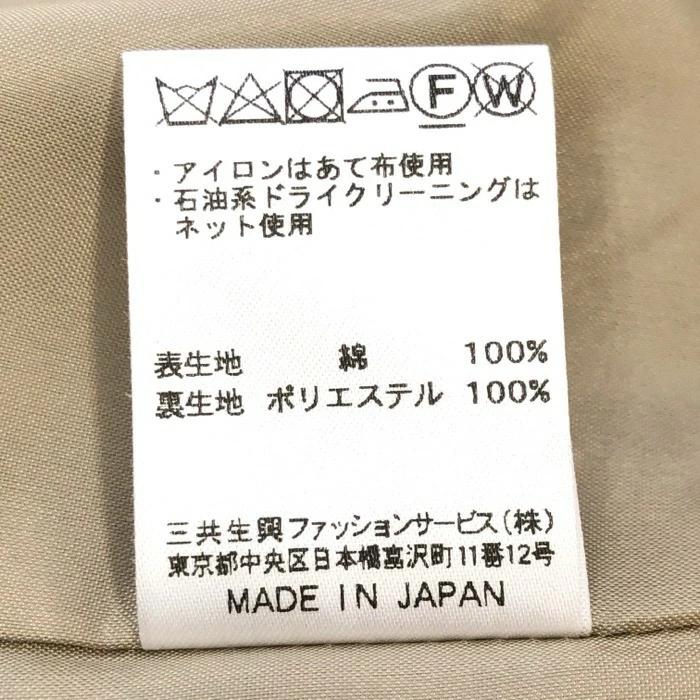 F W
・アイロンはあて布使用
・石油系ドライクリーニングは
ネット使用
表生地 綿 100%
裏生地 ポリエステル 100%
三共生興ファッションサービス(株)
東京都中央区日本橋富沢町11番12号
MADE IN JAPAN